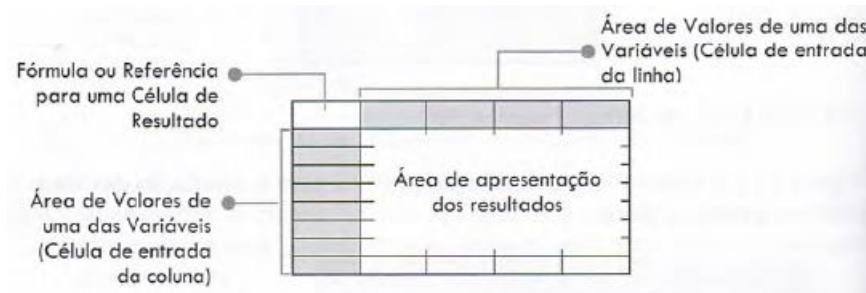 Área de Valores de uma das
Variáveis (Célula de entrada
da linha)
Fórmula ou Referência
para uma Célula de
Resultado
Área de apresentação
dos resultados
Área de Valores de
uma das Variáveis
(Célula de entrada
da coluna)